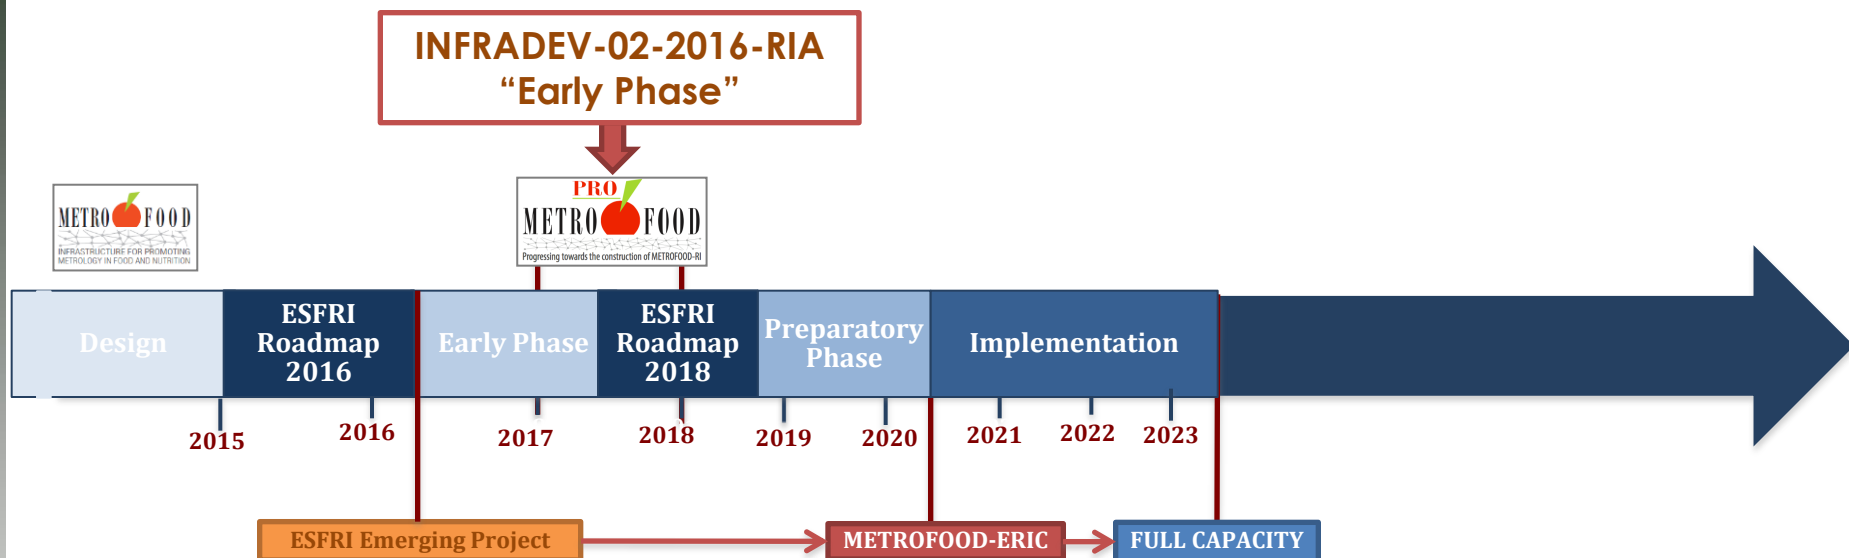 INFRADEV-02-2016-RIA
“Early Phase”
METRO FOOD
INFRASTRUCTURE FOR PROMOTING
METROLOGY IN FOOD AND NUTRITION
PRO
METRO FOOD
Progressing towards the construction of METROFOOD-RI
Design
ESFRI
Roadmap
2016
Early Phase
ESFRI
Roadmap
2018
Preparatory
Phase
Implementation
2015
2016
2017
2018
2019
2020
2021
2022
2023
ESFRI Emerging Project
METROFOOD-ERIC
FULL CAPACITY